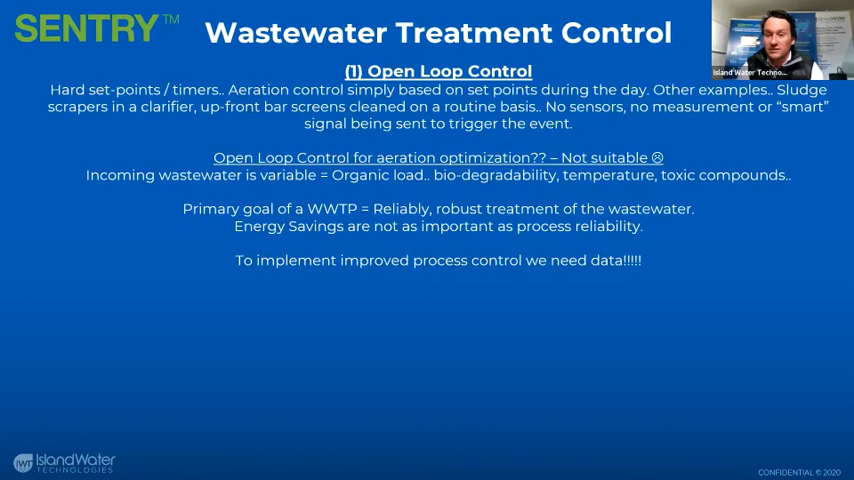 SENTRY™
Wastewater Treatment Control
(1) Open Loop Control
Hard set-points / timers.. Aeration control simply based on set points during the day. Other examples.. Sludge
scrapers in a clarifier, up-front bar screens cleaned on a routine basis.. No sensors, no measurement or “smart”
signal being sent to trigger the event.
Open Loop Control for aeration optimization?? – Not suitable ☹
Incoming wastewater is variable = Organic load.. bio-degradability, temperature, toxic compounds..
Primary goal of a WWTP = Reliably, robust treatment of the wastewater.
Energy Savings are not as important as process reliability.
To implement improved process control we need data!!!!!
Island Water Techno...
IWT IslandWater
TECHNOLOGIES
CONFIDENTIAL © 2020